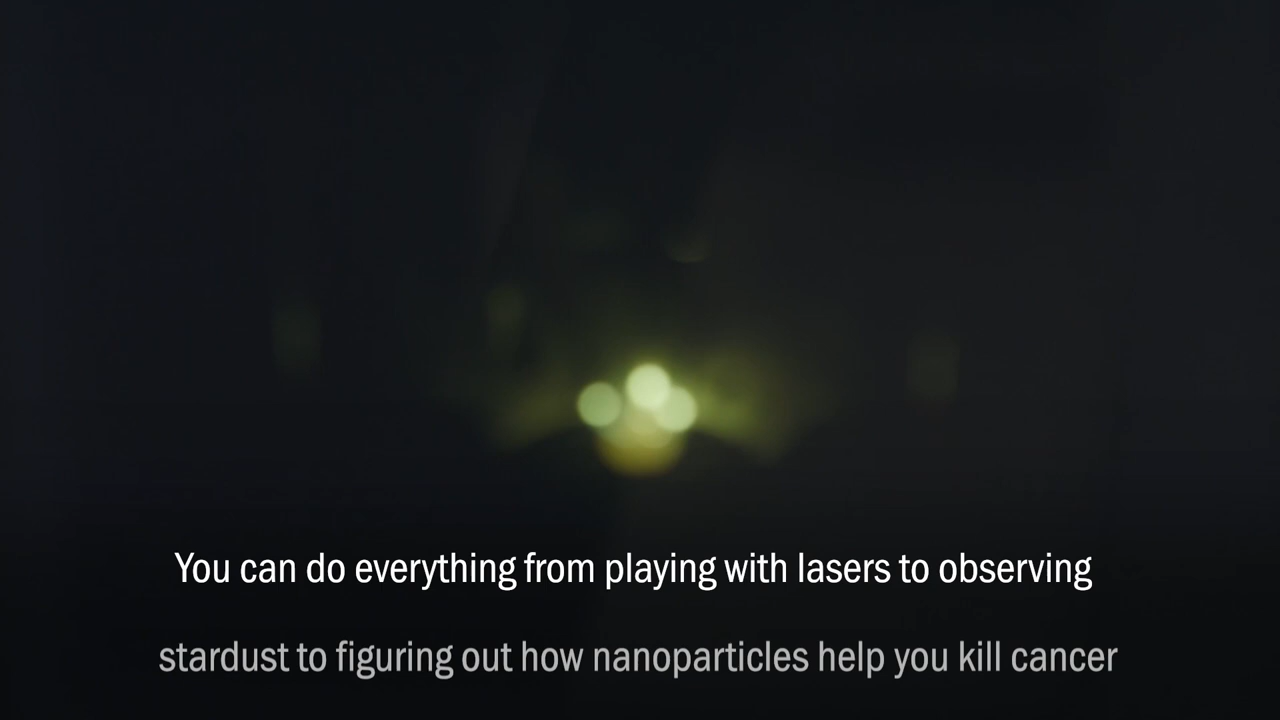 You can do everything from playing with lasers to observing
stardust to figuring out how nanoparticles help you kill cancer